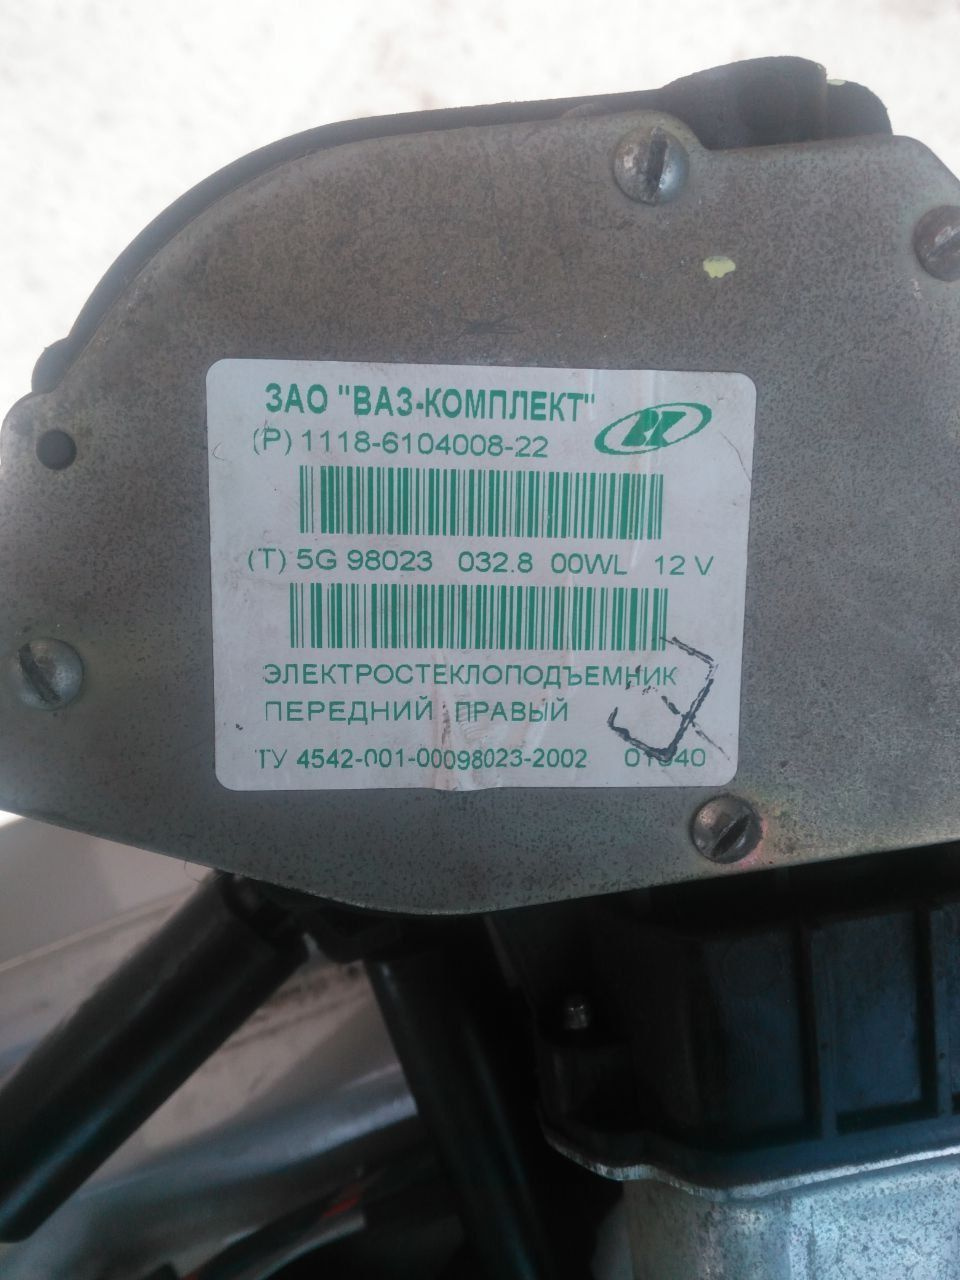 ЗАО "ВАЗ-КОМПЛЕКТ"
(P) 1118-6104008-22
(T) 5G 98023 032.8 00WL 12 V
ЭЛЕКТРОСТЕКЛОПОДЪЕМНИК
ПЕРЕДНИЙ ПРАВЫЙ
ТУ 4542-001-00098023-2002